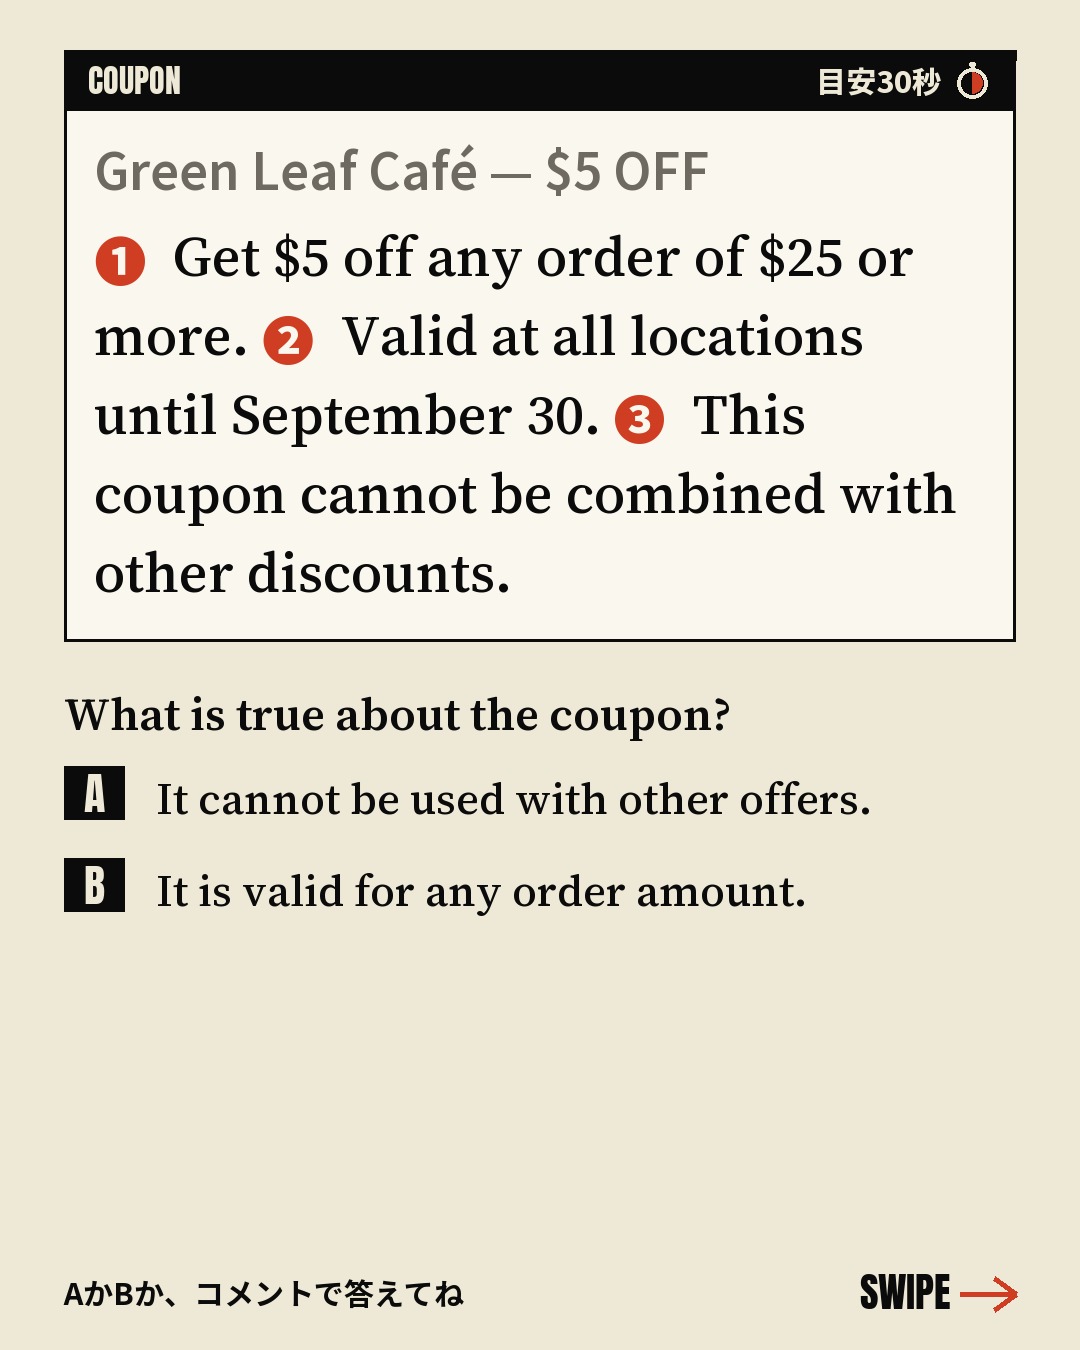 COUPON
目安30秒
Green Leaf Café — $5 OFF
❶ Get $5 off any order of $25 or
more. ❷ Valid at all locations
until September 30. ❸ This
coupon cannot be combined with
other discounts.
What is true about the coupon?
A It cannot be used with other offers.
B It is valid for any order amount.
AかBか、コメントで答えてね
SWIPE